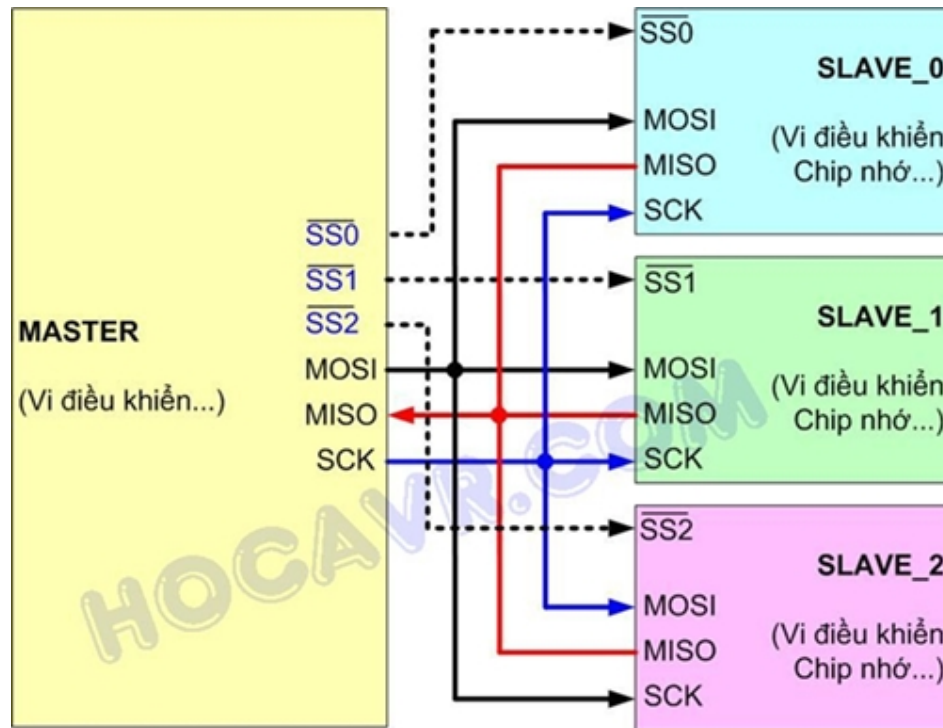 MASTER
(Vi điều khiển...)
SS0
SS1
SS2
MOSI
MISO
SCK
SS0
SLAVE_0
MOSI
(Vi điều khiển
MISO
Chip nhớ...)
SCK
SS1
SLAVE_1
MOSI
(Vi điều khiển
MISO
Chip nhớ...)
SCK
SS2
SLAVE_2
MOSI
(Vi điều khiển
MISO
Chip nhớ...)
SCK
HOCAVR.COM